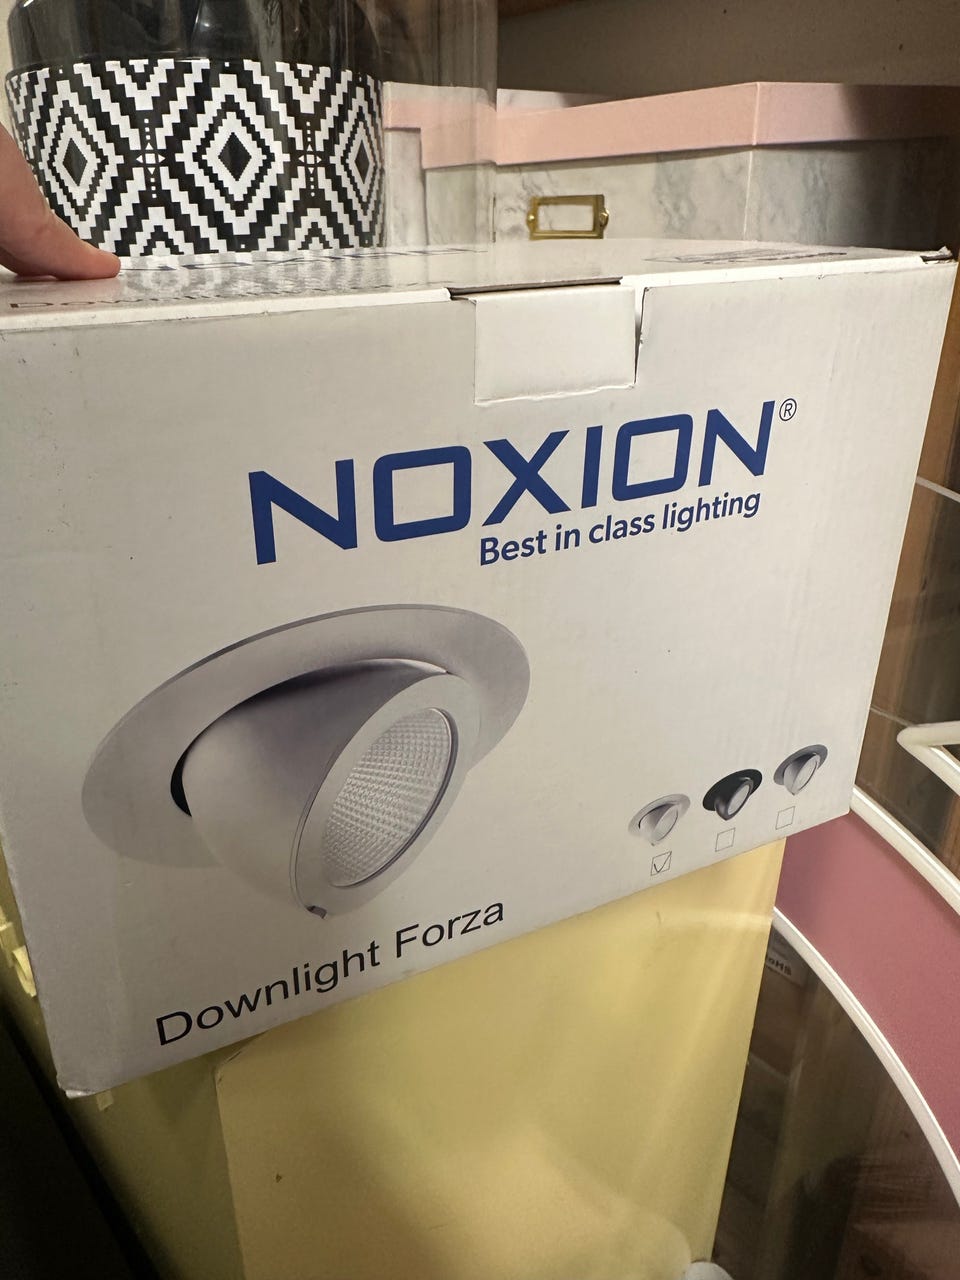 NOXION®
Best in class lighting
Downlight Forza